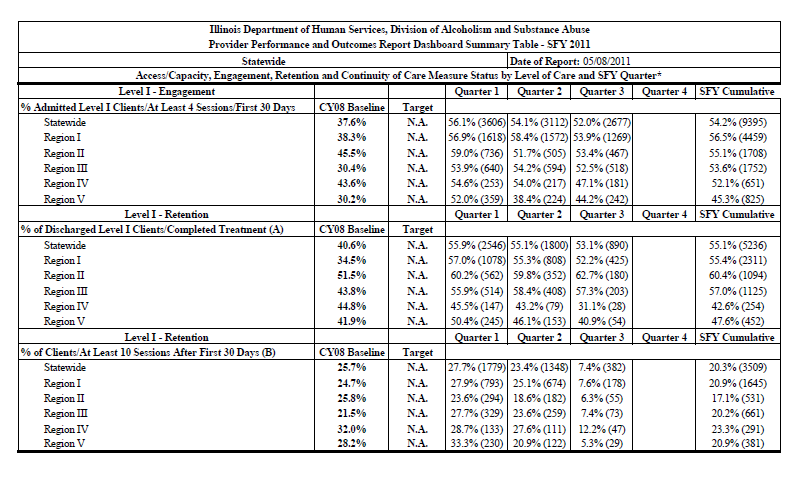 Illinois Department of Human Services, Division of Alcoholism and Substance Abuse
Provider Performance and Outcomes Report Dashboard Summary Table - SFY 2011
Statewide Date of Report: 05/08/2011
Access/Capacity, Engagement, Retention and Continuity of Care Measure Status by Level of Care and SFY Quarter*
Level I - Engagement Quarter 1 Quarter 2 Quarter 3 Quarter 4 SFY Cumulative
% Admitted Level I Clients/At Least 4 Sessions/First 30 Days CY08 Baseline Target
Statewide 37.6% N.A. 56.1% (3606) 54.1% (3112) 52.0% (2677) 54.2% (9395)
Region I 38.3% N.A. 56.9% (1618) 58.4% (1572) 53.9% (1269) 56.5% (4459)
Region II 45.5% N.A. 59.0% (736) 51.7% (505) 53.4% (467) 55.1% (1708)
Region III 30.4% N.A. 53.9% (640) 54.2% (594) 52.5% (518) 53.6% (1752)
Region IV 43.6% N.A. 54.6% (253) 54.0% (217) 47.1% (181) 52.1% (651)
Region V 30.2% N.A. 52.0% (359) 38.4% (224) 44.2% (242) 45.3% (825)
Level I - Retention Quarter 1 Quarter 2 Quarter 3 Quarter 4 SFY Cumulative
% of Discharged Level I Clients/Completed Treatment (A) CY08 Baseline Target
Statewide 40.6% N.A. 55.9% (2546) 55.1% (1800) 53.1% (890) 55.1% (5236)
Region I 34.5% N.A. 57.0% (1078) 55.3% (808) 52.2% (425) 55.4% (2311)
Region II 51.5% N.A. 60.2% (562) 59.8% (352) 62.7% (180) 60.4% (1094)
Region III 43.8% N.A. 55.9% (514) 58.4% (408) 57.3% (203) 57.0% (1125)
Region IV 44.8% N.A. 45.5% (147) 43.2% (79) 31.1% (28) 42.6% (254)
Region V 41.9% N.A. 50.4% (245) 46.1% (153) 40.9% (54) 47.6% (452)
Level I - Retention Quarter 1 Quarter 2 Quarter 3 Quarter 4 SFY Cumulative
% of Clients/At Least 10 Sessions After First 30 Days (B) CY08 Baseline Target
Statewide 25.7% N.A. 27.7% (1779) 23.4% (1348) 7.4% (382) 20.3% (3509)
Region I 24.7% N.A. 27.9% (793) 25.1% (674) 7.6% (178) 20.9% (1645)
Region II 25.8% N.A. 23.6% (294) 18.6% (182) 6.3% (55) 17.1% (531)
Region III 21.5% N.A. 27.7% (329) 23.6% (259) 7.4% (73) 20.2% (661)
Region IV 32.0% N.A. 28.7% (133) 27.6% (111) 12.2% (47) 23.3% (291)
Region V 28.2% N.A. 33.3% (230) 20.9% (122) 5.3% (29) 20.9% (381)